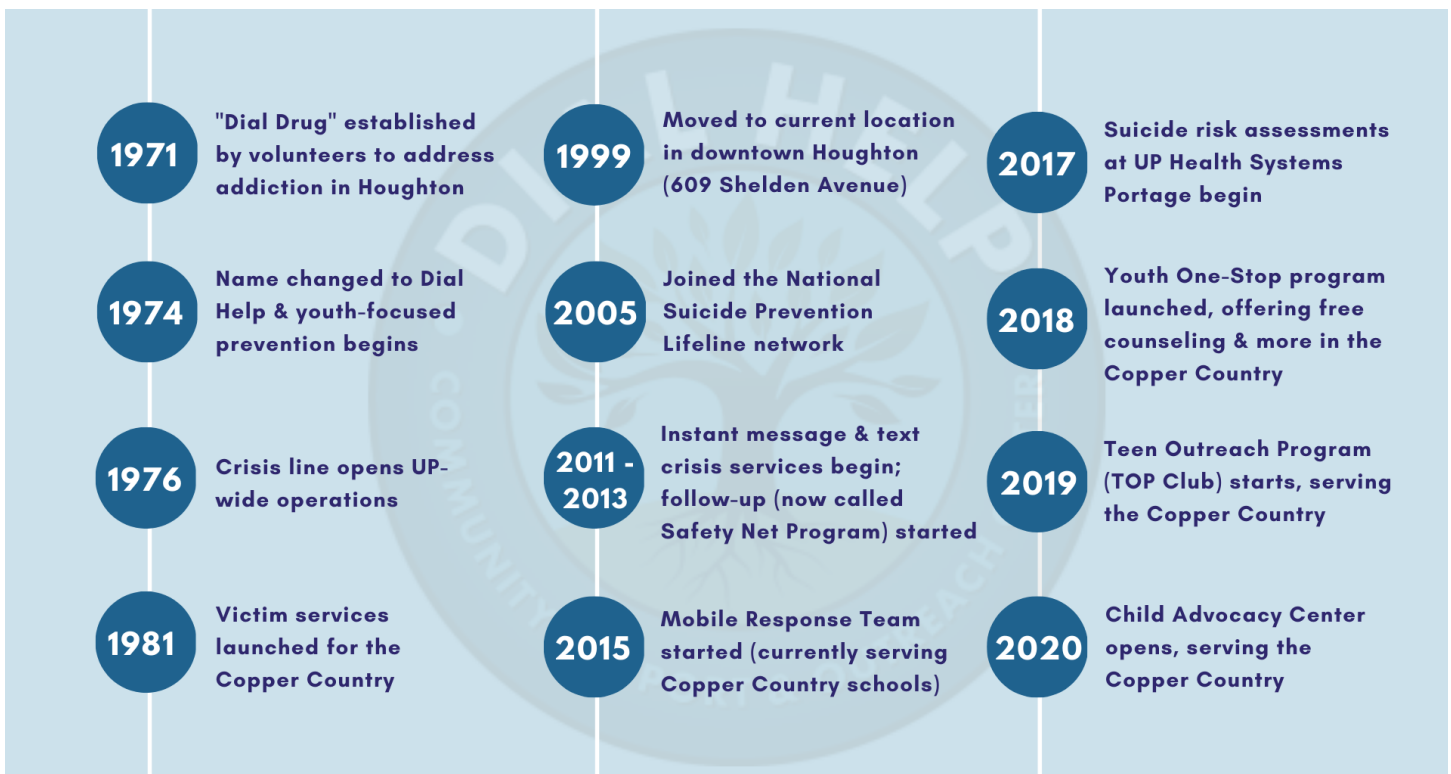 1971
"Dial Drug" established
by volunteers to address
addiction in Houghton
1974
Name changed to Dial
Help & youth-focused
prevention begins
1976
Crisis line opens UP-
wide operations
1981
Victim services
launched for the
Copper Country
1999
Moved to current location
in downtown Houghton
(609 Shelden Avenue)
2005
Joined the National
Suicide Prevention
Lifeline network
2011 -
2013
Instant message & text
crisis services begin;
follow-up (now called
Safety Net Program) started
2015
Mobile Response Team
started (currently serving
Copper Country schools)
2017
Suicide risk assessments
at UP Health Systems
Portage begin
2018
Youth One-Stop program
launched, offering free
counseling & more in the
Copper Country
2019
Teen Outreach Program
(TOP Club) starts, serving
the Copper Country
2020
Child Advocacy Center
opens, serving the
Copper Country
DIAL HELP
COMMUNITY OUTREACH